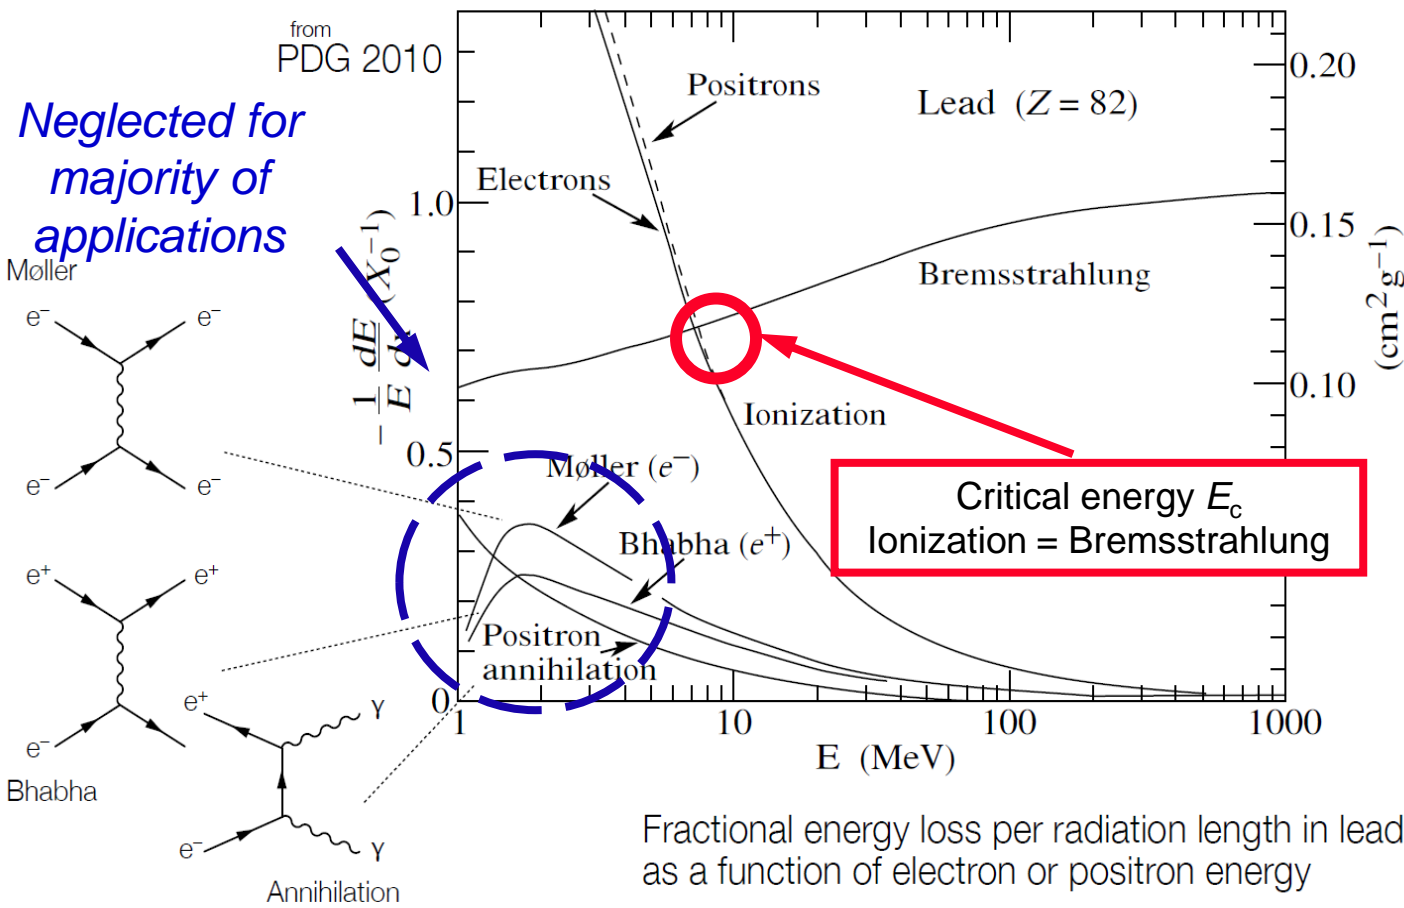 from
PDG 2010
Neglected for
majority of
applications
Positrons
Lead (Z = 82)
Electrons
Bremsstrahlung
Ionization
Møller (e⁻)
Bhabha (e⁺)
Positron
annihilation
Critical energy E_c
Ionization = Bremsstrahlung
1.0
0.5
0
− 1/E dE/dx (X₀⁻¹)
0.20
0.15
0.10
(cm² g⁻¹)
1 10 100 1000
E (MeV)
Møller
e⁻ e⁻
e⁻ e⁻
e⁺ e⁺
e⁻
Bhabha
e⁺ γ
e⁻ γ
Annihilation
Fractional energy loss per radiation length in lead
as a function of electron or positron energy